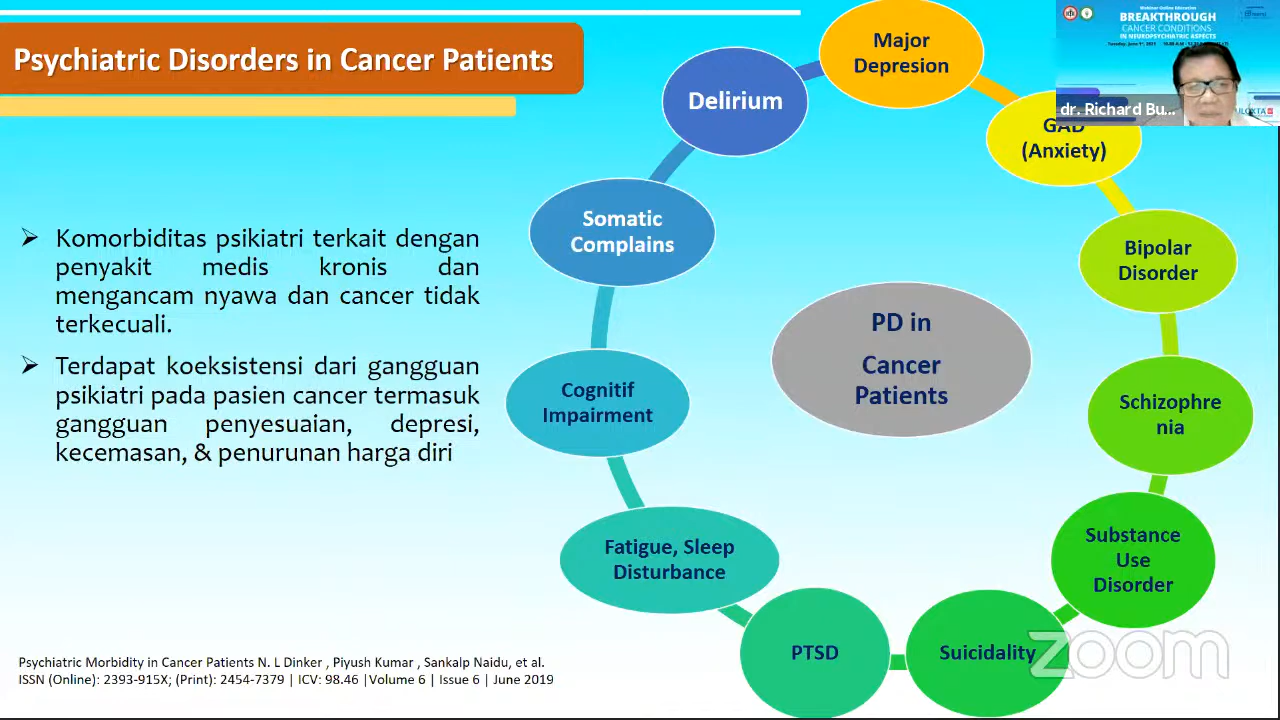 Psychiatric Disorders in Cancer Patients
Komorbiditas psikiatri terkait dengan
penyakit medis kronis dan
mengancam nyawa dan cancer tidak
terkecuali.
Terdapat koeksistensi dari gangguan
psikiatri pada pasien cancer termasuk
gangguan penyesuaian, depresi,
kecemasan, & penurunan harga diri
Psychiatric Morbidity in Cancer Patients N. L Dinker , Piyush Kumar , Sankalp Naidu, et al.
ISSN (Online): 2393-915X; (Print): 2454-7379 | ICV: 98.46 |Volume 6 | Issue 6 | June 2019
Major
Depresion
GAD
(Anxiety)
Bipolar
Disorder
Schizophre
nia
Substance
Use
Disorder
Suicidality
PTSD
Fatigue, Sleep
Disturbance
Cognitif
Impairment
Somatic
Complains
Delirium
PD in
Cancer
Patients
Webinar Online Education
BREAKTHROUGH
CANCER CONDITIONS
IN NEUROPSYCHIATRIC ASPECTS
dr. Richard Bu...
zoom